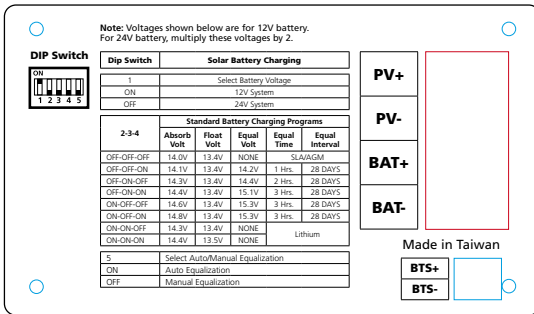 Note: Voltages shown below are for 12V battery.
For 24V battery, multiply these voltages by 2.
DIP Switch
ON
1 2 3 4 5
Dip Switch Solar Battery Charging
1 Select Battery Voltage
ON 12V System
OFF 24V System
2-3-4 Standard Battery Charging Programs
Absorb Volt Float Volt Equal Volt Equal Time Equal Interval
OFF-OFF-OFF 14.0V 13.4V NONE SLA/AGM
OFF-OFF-ON 14.1V 13.4V 14.2V 1 Hrs. 28 DAYS
OFF-ON-OFF 14.3V 13.4V 14.4V 2 Hrs. 28 DAYS
OFF-ON-ON 14.4V 13.4V 15.1V 3 Hrs. 28 DAYS
ON-OFF-OFF 14.6V 13.4V 15.3V 3 Hrs. 28 DAYS
ON-OFF-ON 14.8V 13.4V 15.3V 3 Hrs. 28 DAYS
ON-ON-OFF 14.3V 13.4V NONE Lithium
ON-ON-ON 14.4V 13.5V NONE
5 Select Auto/Manual Equalization
ON Auto Equalization
OFF Manual Equalization
PV+
PV-
BAT+
BAT-
Made in Taiwan
BTS+
BTS-